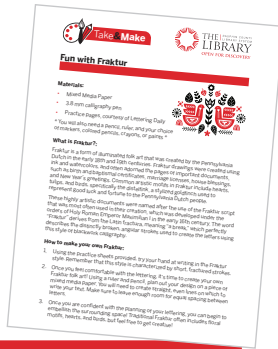 Take & Make
THE LIBRARY
OPEN FOR DISCOVERY
Fun with Fraktur
Materials:
- Mixed Media Paper
- 3.8 mm calligraphy pen
- Practice pages, courtesy of Lettering Daily
* You will also need a pencil, ruler, and your choice
of markers, colored pencils, crayons, etc. *
What is Fraktur?:
Fraktur is a form of illuminated folk art that was created by the Pennsylvania
Dutch in the early 18th and 19th centuries. Fraktur drawings were created using
ink and watercolors, and often adorned the pages of important documents,
such as birth and baptismal certificates, marriage licenses, house blessings,
and New Year's greetings. Common artistic motifs in Fraktur include hearts,
tulips, and birds, specifically the distlefink, a stylized goldfinch used to
represent good luck and fortune to the Pennsylvania Dutch people.
These highly artistic documents were named after the use of the Fraktur script
that was most often used in their creation, which was developed under the
orders of Holy Roman Emperor Maximilian I in the early 16th century. The word
"Fraktur" derives from the Latin fractura, meaning "a break," which perfectly
describes the distinctly broken, angular strokes used to create the letters using
this style of blackletter calligraphy.
How to make your own Fraktur:
1. Using the practice sheets provided, try your hand at writing in the Fraktur
style. Remember that this style is characterized by short, fractured strokes.
2. Once you feel comfortable with the lettering, it's time to create your own
Fraktur folk art! Using a ruler and pencil, plan out your design on a piece of
mixed media paper. You will need to create straight, even lines on which to
write your text. Make sure to leave enough room for equal spacing between
letters.
3. Once you are confident with the planning of your lettering, you can begin to
embellish the surrounding space! Traditional Fraktur often includes floral
motifs, hearts, and birds, but feel free to get creative!